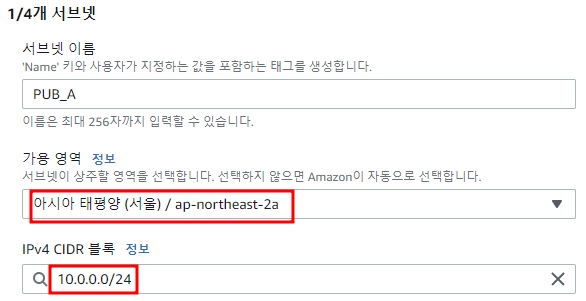 1/4개 서브넷
서브넷 이름
'Name' 키와 사용자가 지정하는 값을 포함하는 태그를 생성합니다.
PUB_A
이름은 최대 256자까지 입력할 수 있습니다.
가용 영역 정보
서브넷이 상주할 영역을 선택합니다. 선택하지 않으면 Amazon이 자동으로 선택합니다.
아시아 태평양 (서울) / ap-northeast-2a
IPv4 CIDR 블록 정보
10.0.0.0/24